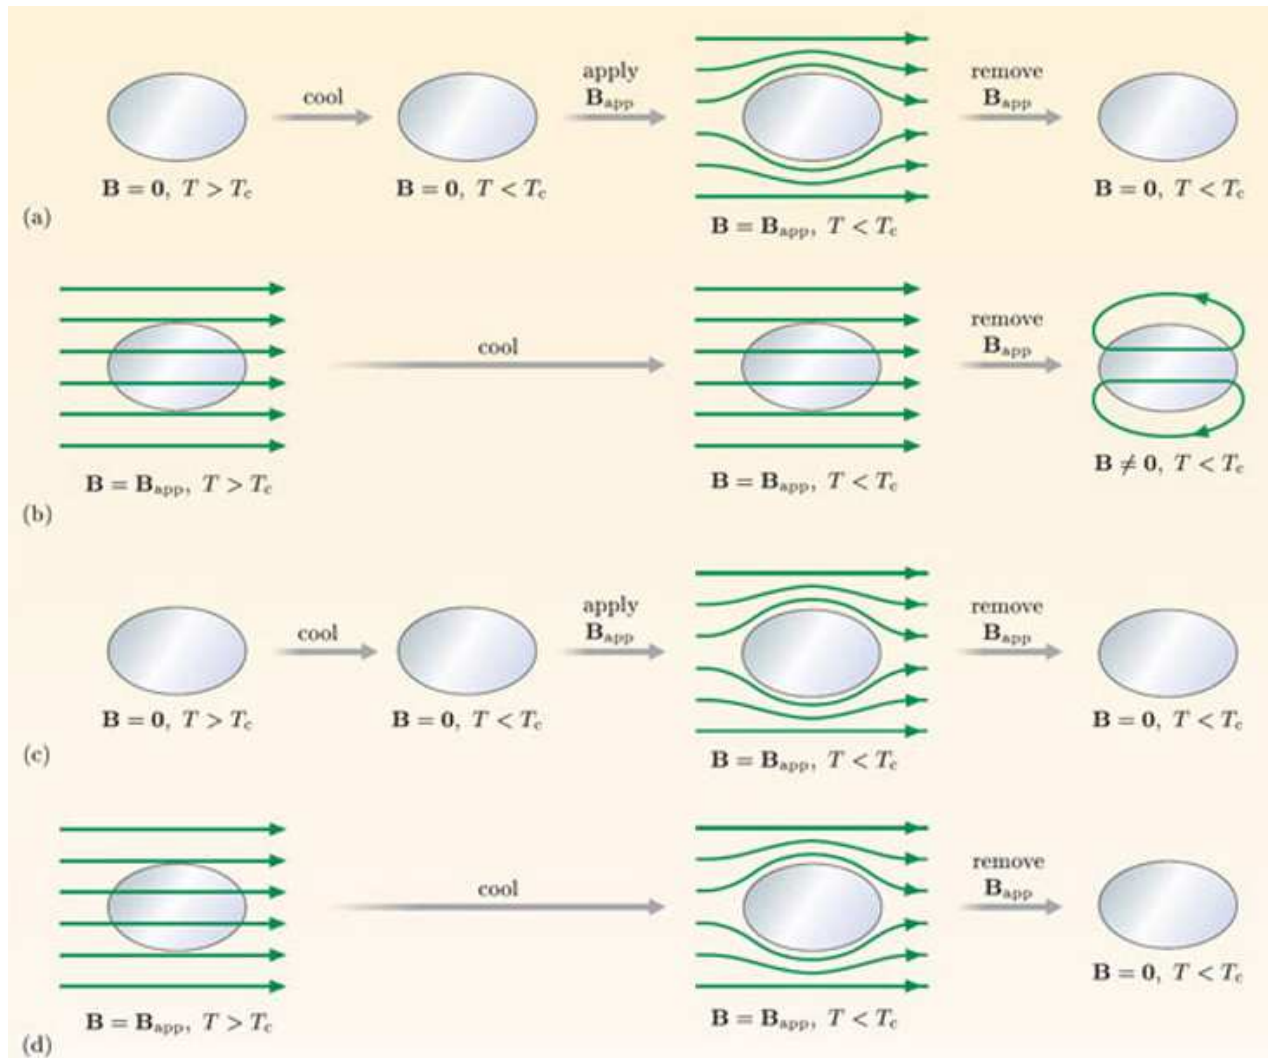 cool
apply
B_app
remove
B_app
B = 0, T > T_c
B = 0, T < T_c
B = 0, T < T_c
(a)
B = B_app, T < T_c
cool
remove
B_app
B = B_app, T > T_c
B = B_app, T < T_c
B ≠ 0, T < T_c
(b)
cool
apply
B_app
remove
B_app
B = 0, T > T_c
B = 0, T < T_c
B = 0, T < T_c
(c)
B = B_app, T < T_c
cool
remove
B_app
B = B_app, T > T_c
B = B_app, T < T_c
B = 0, T < T_c
(d)